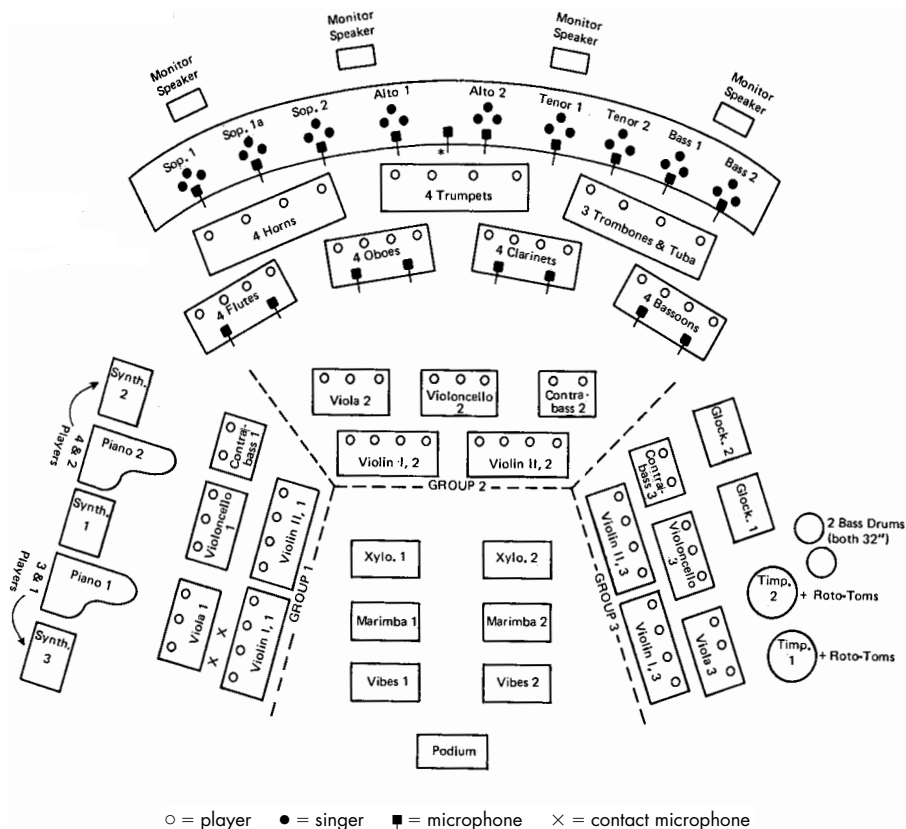 Monitor
Speaker
Monitor
Speaker
Monitor
Speaker
Monitor
Speaker
Sop. 1
Sop. 1a
Sop. 2
Alto 1
Alto 2
Tenor 1
Tenor 2
Bass 1
Bass 2
*
4 Horns
4 Trumpets
3 Trombones & Tuba
4 Flutes
4 Oboes
4 Clarinets
4 Bassoons
Synth.
2
Players
4 & 2
Piano 2
Synth.
1
Players
3 & 1
Piano 1
Synth.
3
Contra-
bass 1
Violoncello
1
Violin II, 1
Viola 1
Violin I, 1
GROUP 1
Viola 2
Violoncello
2
Contra-
bass 2
Violin I, 2
Violin II, 2
GROUP 2
Xylo. 1
Xylo. 2
Marimba 1
Marimba 2
Vibes 1
Vibes 2
Contra-
bass 3
Violin II, 3
Violoncello
3
Violin I, 3
Viola 3
GROUP 3
Glock. 2
Glock. 1
2 Bass Drums
(both 32")
Timp.
2
+ Roto-Toms
Timp.
1
+ Roto-Toms
Podium
○ = player ● = singer ■ = microphone × = contact microphone